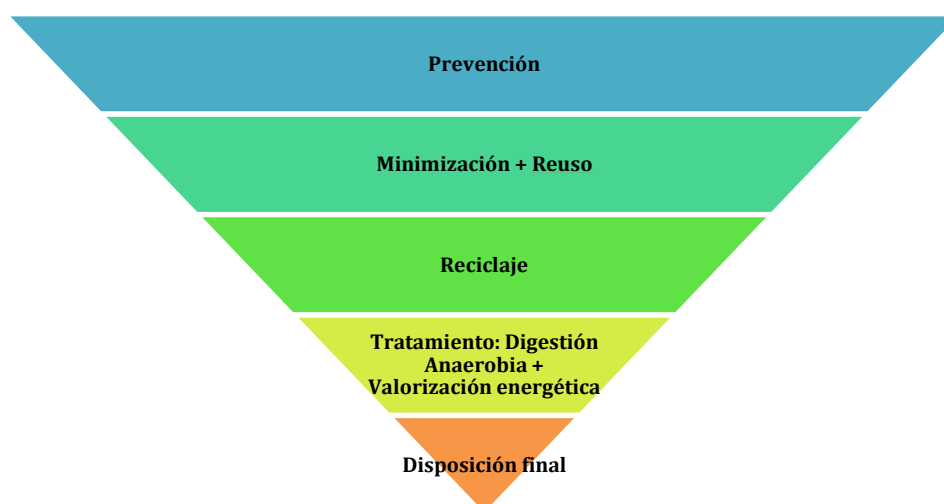 Prevención
Minimización + Reuso
Reciclaje
Tratamiento: Digestión
Anaerobia +
Valorización energética
Disposición final